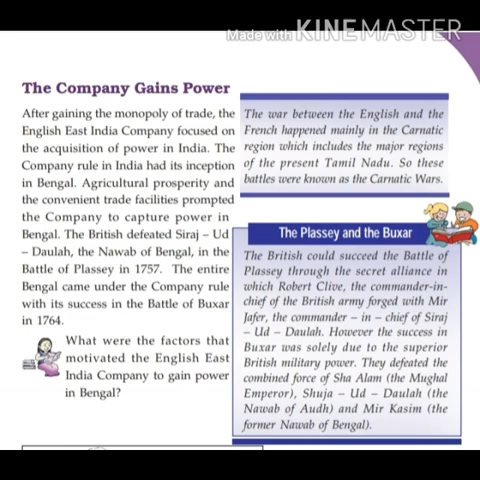 Made with KINEMASTER
The Company Gains Power
After gaining the monopoly of trade, the
English East India Company focused on
the acquisition of power in India. The
Company rule in India had its inception
in Bengal. Agricultural prosperity and
the convenient trade facilities prompted
the Company to capture power in
Bengal. The British defeated Siraj - Ud
- Daulah, the Nawab of Bengal, in the
Battle of Plassey in 1757. The entire
Bengal came under the Company rule
with its success in the Battle of Buxar
in 1764.
What were the factors that
motivated the English East
India Company to gain power
in Bengal?
The war between the English and the
French happened mainly in the Carnatic
region which includes the major regions
of the present Tamil Nadu. So these
battles were known as the Carnatic Wars.
The Plassey and the Buxar
The British could succeed the Battle of
Plassey through the secret alliance in
which Robert Clive, the commander-in-
chief of the British army forged with Mir
Jafer, the commander - in - chief of Siraj
- Ud - Daulah. However the success in
Buxar was solely due to the superior
British military power. They defeated the
combined force of Sha Alam (the Mughal
Emperor), Shuja - Ud - Daulah (the
Nawab of Audh) and Mir Kasim (the
former Nawab of Bengal).